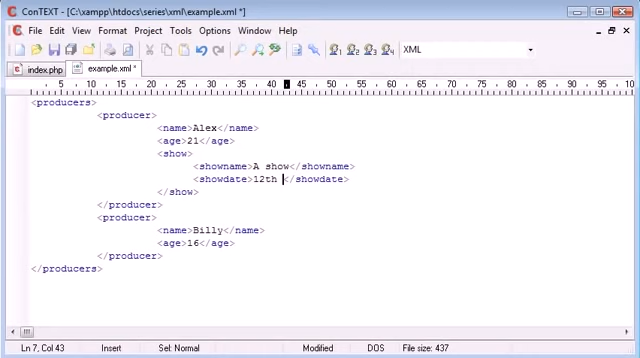 ConTEXT - [C:\xampp\htdocs\series\xml\example.xml *]
File Edit View Format Project Tools Options Window Help
XML
index.php example.xml *
5 10 15 20 25 30 35 40 45 50 55 60 65 70 75 80 85 90 95 10
<producers>
<producer>
<name>Alex</name>
<age>21</age>
<show>
<showname>A show</showname>
<showdate>12th </showdate>
</show>
</producer>
<producer>
<name>Billy</name>
<age>16</age>
</producer>
</producers>
Ln 7, Col 43 Insert Sel: Normal Modified DOS File size: 437